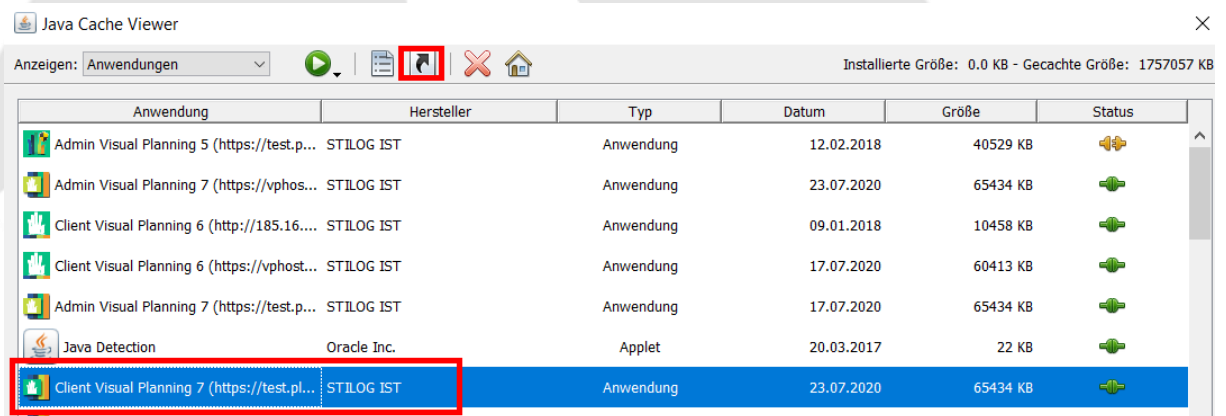 Java Cache Viewer
Anzeigen: Anwendungen Installierte Größe: 0.0 KB - Gecachte Größe: 1757057 KB
Anwendung Hersteller Typ Datum Größe Status
Admin Visual Planning 5 (https://test.p... STILOG IST Anwendung 12.02.2018 40529 KB
Admin Visual Planning 7 (https://vphos... STILOG IST Anwendung 23.07.2020 65434 KB
Client Visual Planning 6 (http://185.16.... STILOG IST Anwendung 09.01.2018 10458 KB
Client Visual Planning 6 (https://vphost... STILOG IST Anwendung 17.07.2020 60413 KB
Admin Visual Planning 7 (https://test.p... STILOG IST Anwendung 17.07.2020 65434 KB
Java Detection Oracle Inc. Applet 20.03.2017 22 KB
Client Visual Planning 7 (https://test.pl... STILOG IST Anwendung 23.07.2020 65434 KB